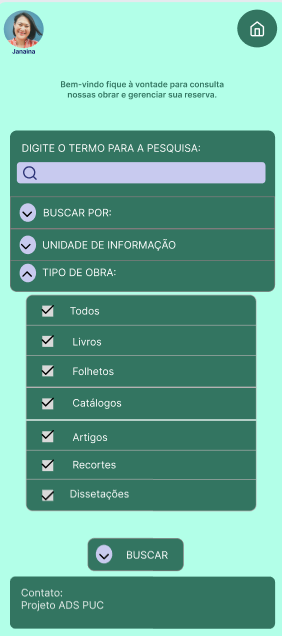 Janaina
Bem-vindo fique à vontade para consulta
nossas obrar e gerenciar sua reserva.
DIGITE O TERMO PARA A PESQUISA:
BUSCAR POR:
UNIDADE DE INFORMAÇÃO
TIPO DE OBRA:
Todos
Livros
Folhetos
Catálogos
Artigos
Recortes
Dissetações
BUSCAR
Contato:
Projeto ADS PUC